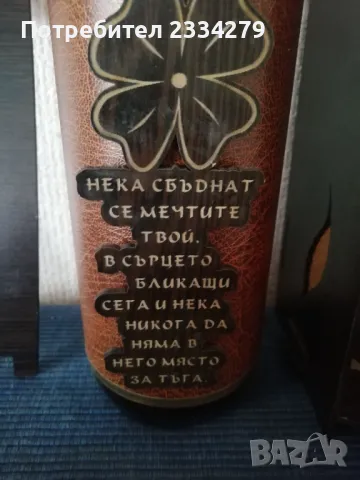 Потребител 2334279
НЕКА СБЪДНАТ
СЕ МЕЧТИТЕ
ТВОЙ.
В СЪРЦЕТО
БЛИКАЩИ
СЕГА И НЕКА
НИКОГА ДА
НЯМА В
НЕГО МЯСТО
ЗА ТЪГА.
BAZAR